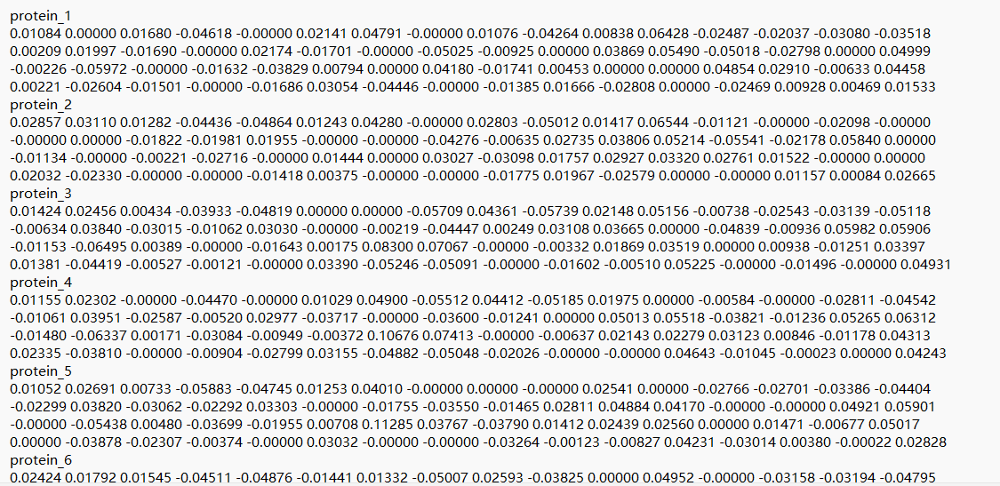 protein_1
0.01084 0.00000 0.01680 -0.04618 -0.00000 0.02141 0.04791 -0.00000 0.01076 -0.04264 0.00838 0.06428 -0.02487 -0.02037 -0.03080 -0.03518
0.00209 0.01997 -0.01690 -0.00000 0.02174 -0.01701 -0.00000 -0.05025 -0.00925 0.00000 0.03869 0.05490 -0.05018 -0.02798 0.00000 0.04999
-0.00226 -0.05972 -0.00000 -0.01632 -0.03829 0.00794 0.00000 0.04180 -0.01741 0.00453 0.00000 0.00000 0.04854 0.02910 -0.00633 0.04458
0.00221 -0.02604 -0.01501 -0.00000 -0.01686 0.03054 -0.04446 -0.00000 -0.01385 0.01666 -0.02808 0.00000 -0.02469 0.00928 0.00469 0.01533
protein_2
0.02857 0.03110 0.01282 -0.04436 -0.04864 0.01243 0.04280 -0.00000 0.02803 -0.05012 0.01417 0.06544 -0.01121 -0.00000 -0.02098 -0.00000
-0.00000 0.00000 -0.01822 -0.01981 0.01955 -0.00000 -0.00000 -0.04276 -0.00635 0.02735 0.03806 0.05214 -0.05541 -0.02178 0.05840 0.00000
-0.01134 -0.00000 -0.00221 -0.02716 -0.00000 0.01444 0.00000 0.03027 -0.03098 0.01757 0.02927 0.03320 0.02761 0.01522 -0.00000 0.00000
0.02032 -0.02330 -0.00000 -0.00000 -0.01418 0.00375 -0.00000 -0.00000 -0.01775 0.01967 -0.02579 0.00000 -0.00000 0.01157 0.00084 0.02665
protein_3
0.01424 0.02456 0.00434 -0.03933 -0.04819 0.00000 0.00000 -0.05709 0.04361 -0.05739 0.02148 0.05156 -0.00738 -0.02543 -0.03139 -0.05118
-0.00634 0.03840 -0.03015 -0.01062 0.03030 -0.00000 -0.00219 -0.04447 0.00249 0.03108 0.03665 0.00000 -0.04839 -0.00936 0.05982 0.05906
-0.01153 -0.06495 0.00389 -0.00000 -0.01643 0.00175 0.08300 0.07067 -0.00000 -0.00332 0.01869 0.03519 0.00000 0.00938 -0.01251 0.03397
0.01381 -0.04419 -0.00527 -0.00121 -0.00000 0.03390 -0.05246 -0.05091 -0.00000 -0.01602 -0.00510 0.05225 -0.00000 -0.01496 -0.00000 0.04931
protein_4
0.01155 0.02302 -0.00000 -0.04470 -0.00000 0.01029 0.04900 -0.05512 0.04412 -0.05185 0.01975 0.00000 -0.00584 -0.00000 -0.02811 -0.04542
-0.01061 0.03951 -0.02587 -0.00520 0.02977 -0.03717 -0.00000 -0.03600 -0.01241 0.00000 0.05013 0.05518 -0.03821 -0.01236 0.05265 0.06312
-0.01480 -0.06337 0.00171 -0.03084 -0.00949 -0.00372 0.10676 0.07413 -0.00000 -0.00637 0.02143 0.02279 0.03123 0.00846 -0.01178 0.04313
0.02335 -0.03810 -0.00000 -0.00904 -0.02799 0.03155 -0.04882 -0.05048 -0.02026 -0.00000 -0.00000 0.04643 -0.01045 -0.00023 0.00000 0.04243
protein_5
0.01052 0.02691 0.00733 -0.05883 -0.04745 0.01253 0.04010 -0.00000 0.00000 -0.00000 0.02541 0.00000 -0.02766 -0.02701 -0.03386 -0.04404
-0.02299 0.03820 -0.03062 -0.02292 0.03303 -0.00000 -0.01755 -0.03550 -0.01465 0.02811 0.04884 0.04170 -0.00000 -0.00000 0.04921 0.05901
-0.00000 -0.05438 0.00480 -0.03699 -0.01955 0.00708 0.11285 0.03767 -0.03790 0.01412 0.02439 0.02560 0.00000 0.01471 -0.00677 0.05017
0.00000 -0.03878 -0.02307 -0.00374 -0.00000 0.03032 -0.00000 -0.00000 -0.03264 -0.00123 -0.00827 0.04231 -0.03014 0.00380 -0.00022 0.02828
protein_6
0.02424 0.01792 0.01545 -0.04511 -0.04876 -0.01441 0.01332 -0.05007 0.02593 -0.03825 0.00000 0.04952 -0.00000 -0.03158 -0.03194 -0.04795